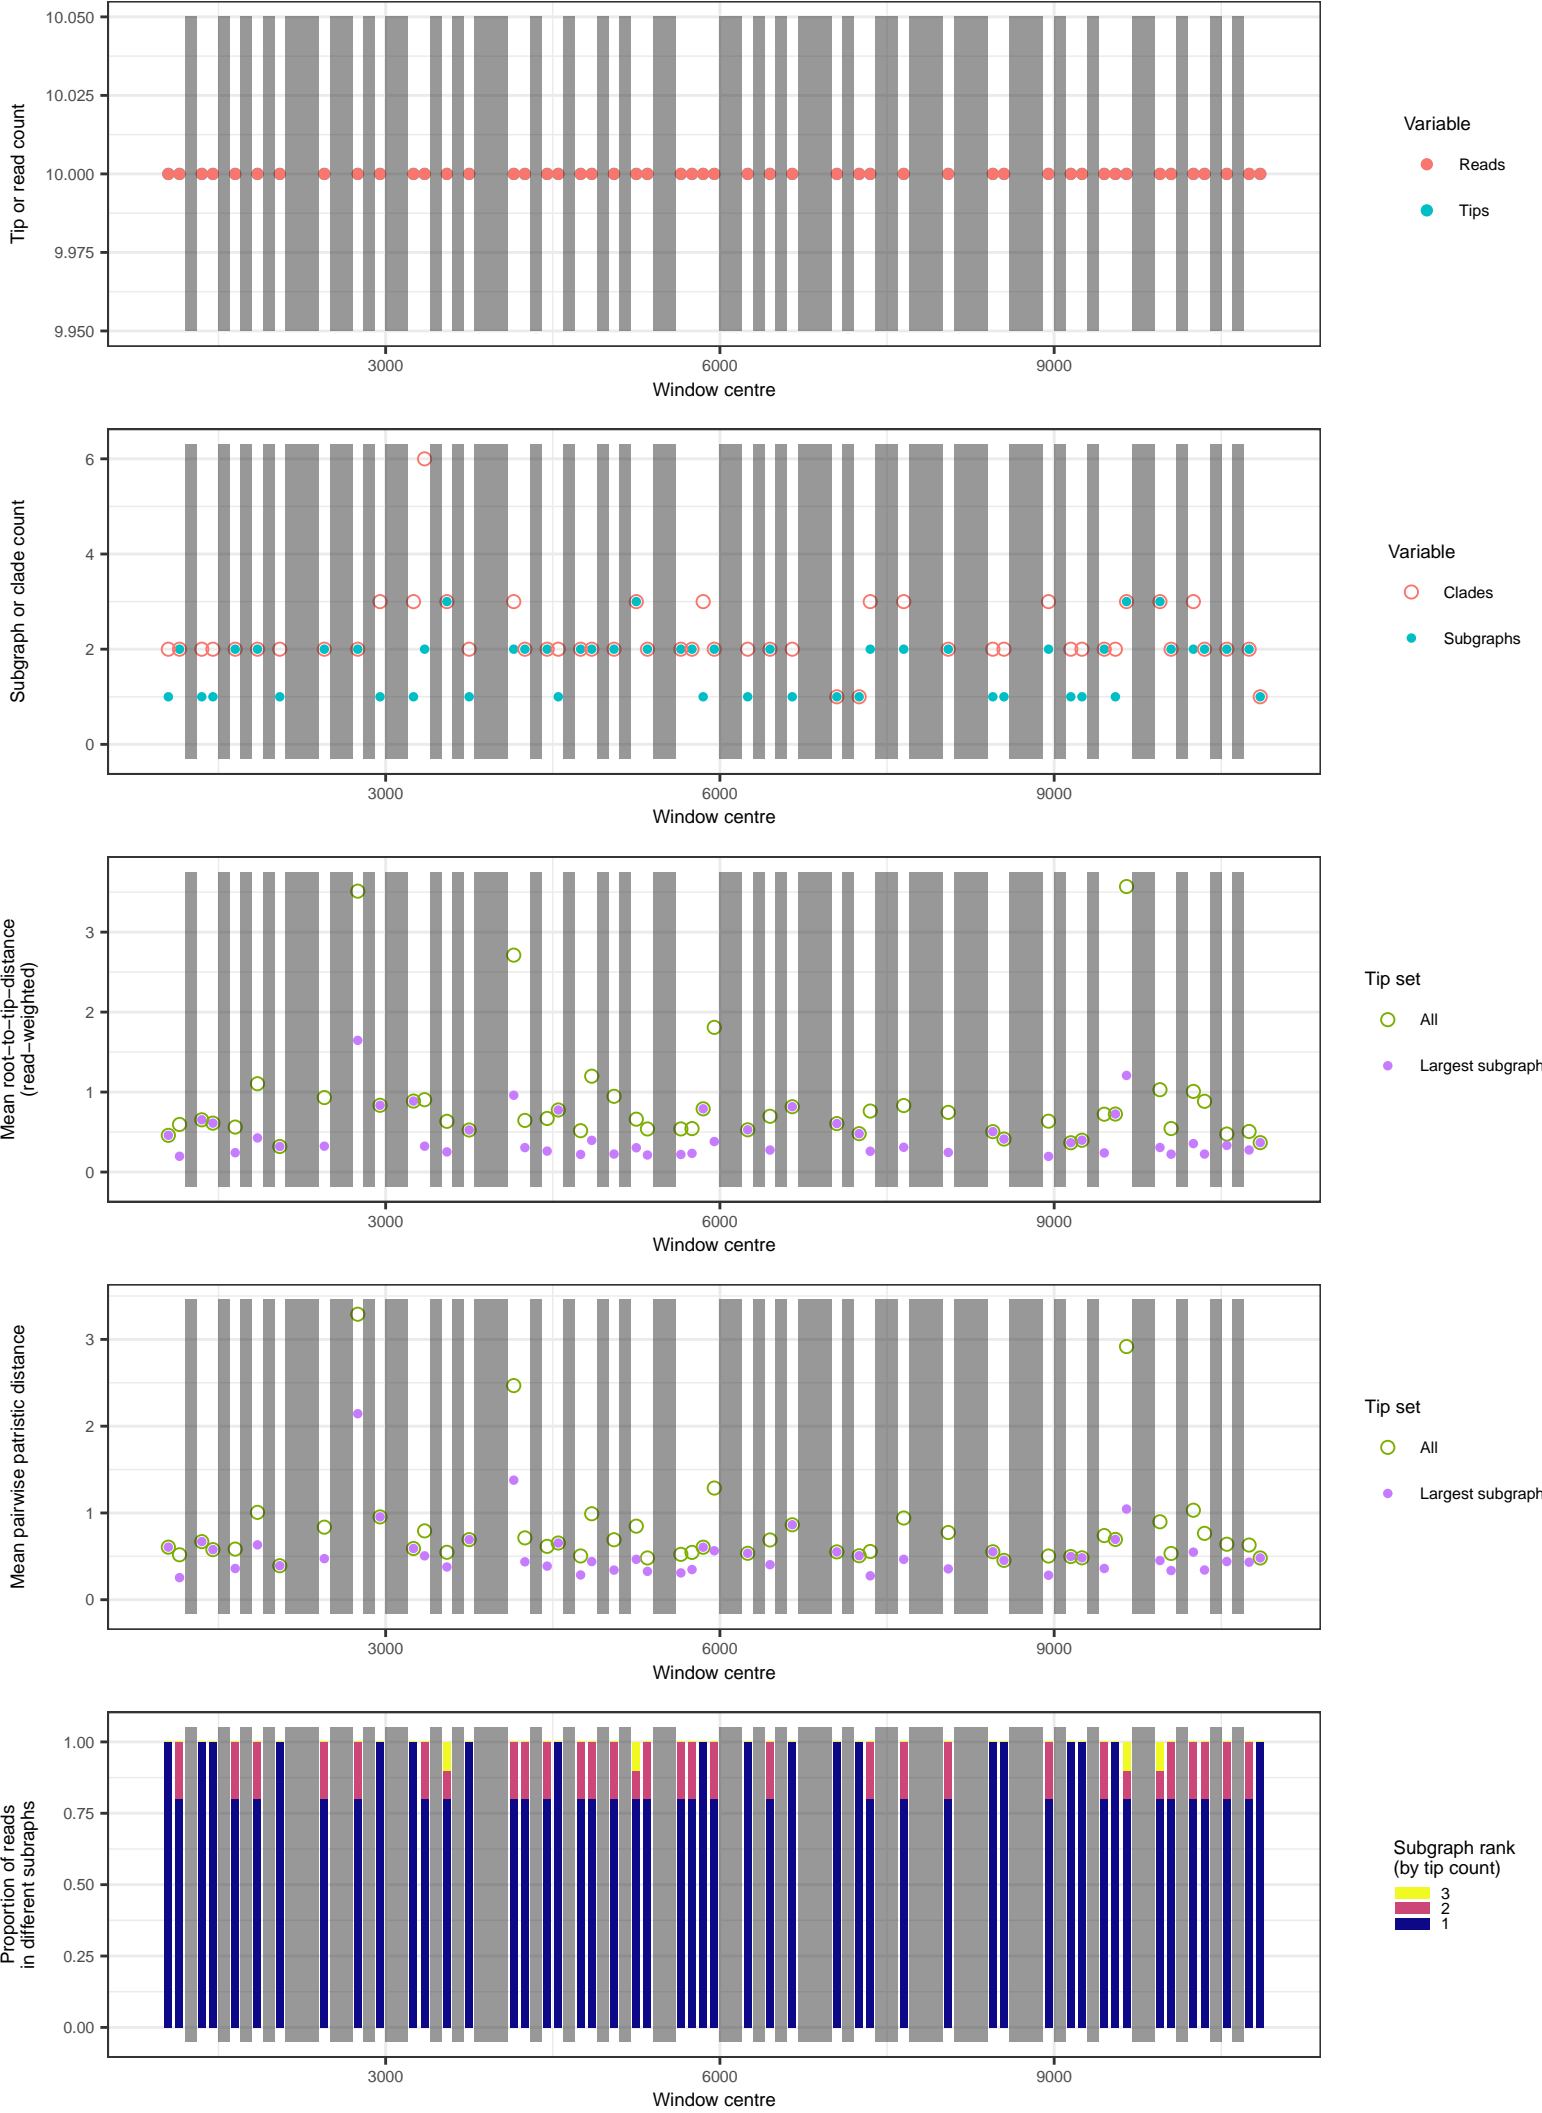 10.050
10.025
10.000
9.975
9.950
Tip or read count
3000
6000
9000
Window centre
Variable
Reads
Tips
6
4
2
0
Subgraph or clade count
3000
6000
9000
Window centre
Variable
Clades
Subgraphs
3
2
1
0
Mean root−to−tip−distance
(read−weighted)
3000
6000
9000
Window centre
Tip set
All
Largest subgraph
3
2
1
0
Mean pairwise patristic distance
3000
6000
9000
Window centre
Tip set
All
Largest subgraph
1.00
0.75
0.50
0.25
0.00
Proportion of reads
in different subraphs
3000
6000
9000
Window centre
Subgraph rank
(by tip count)
3
2
1